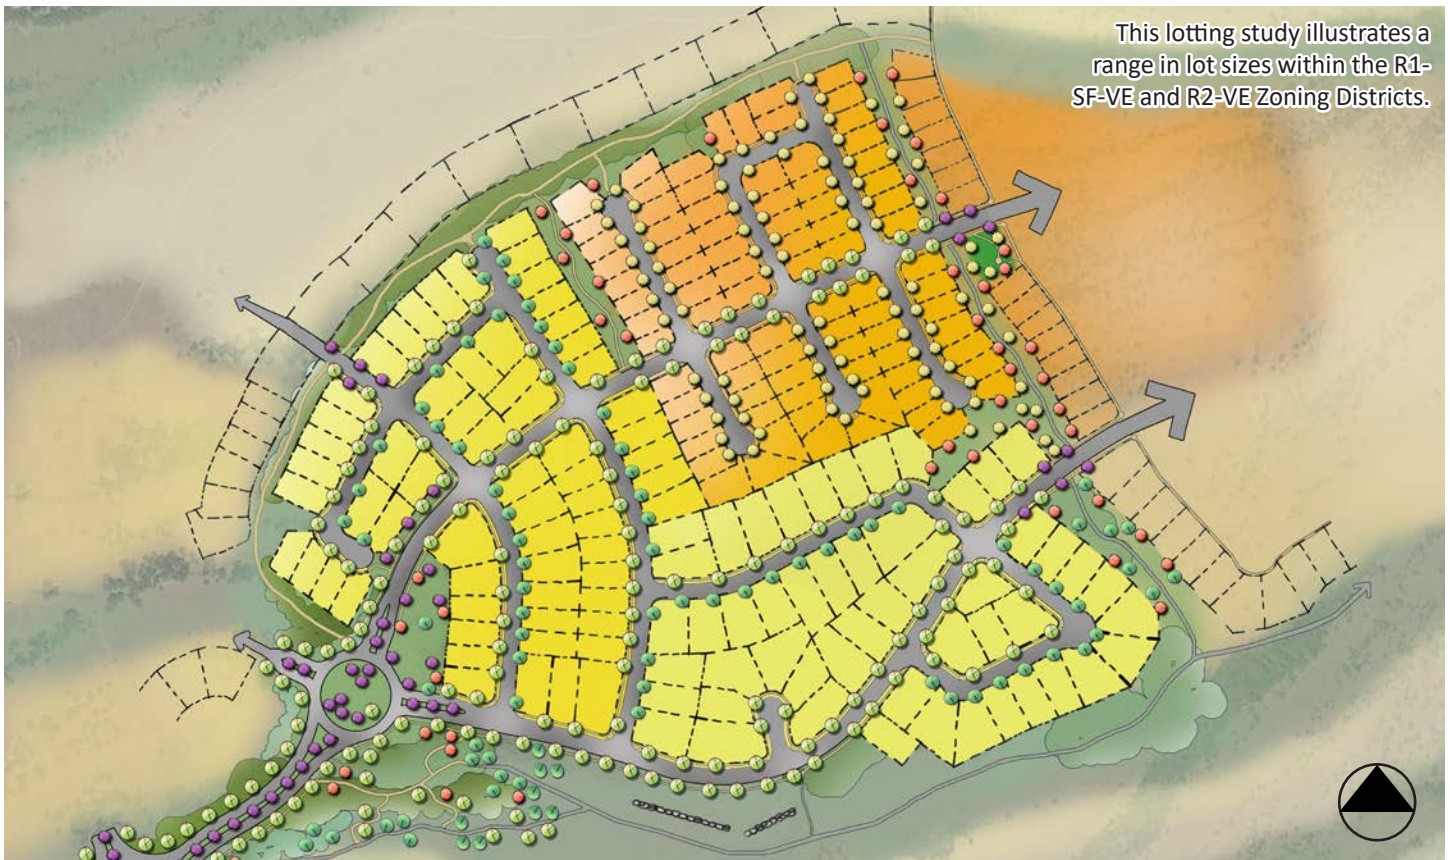 This lotting study illustrates a
range in lot sizes within the R1-
SF-VE and R2-VE Zoning Districts.